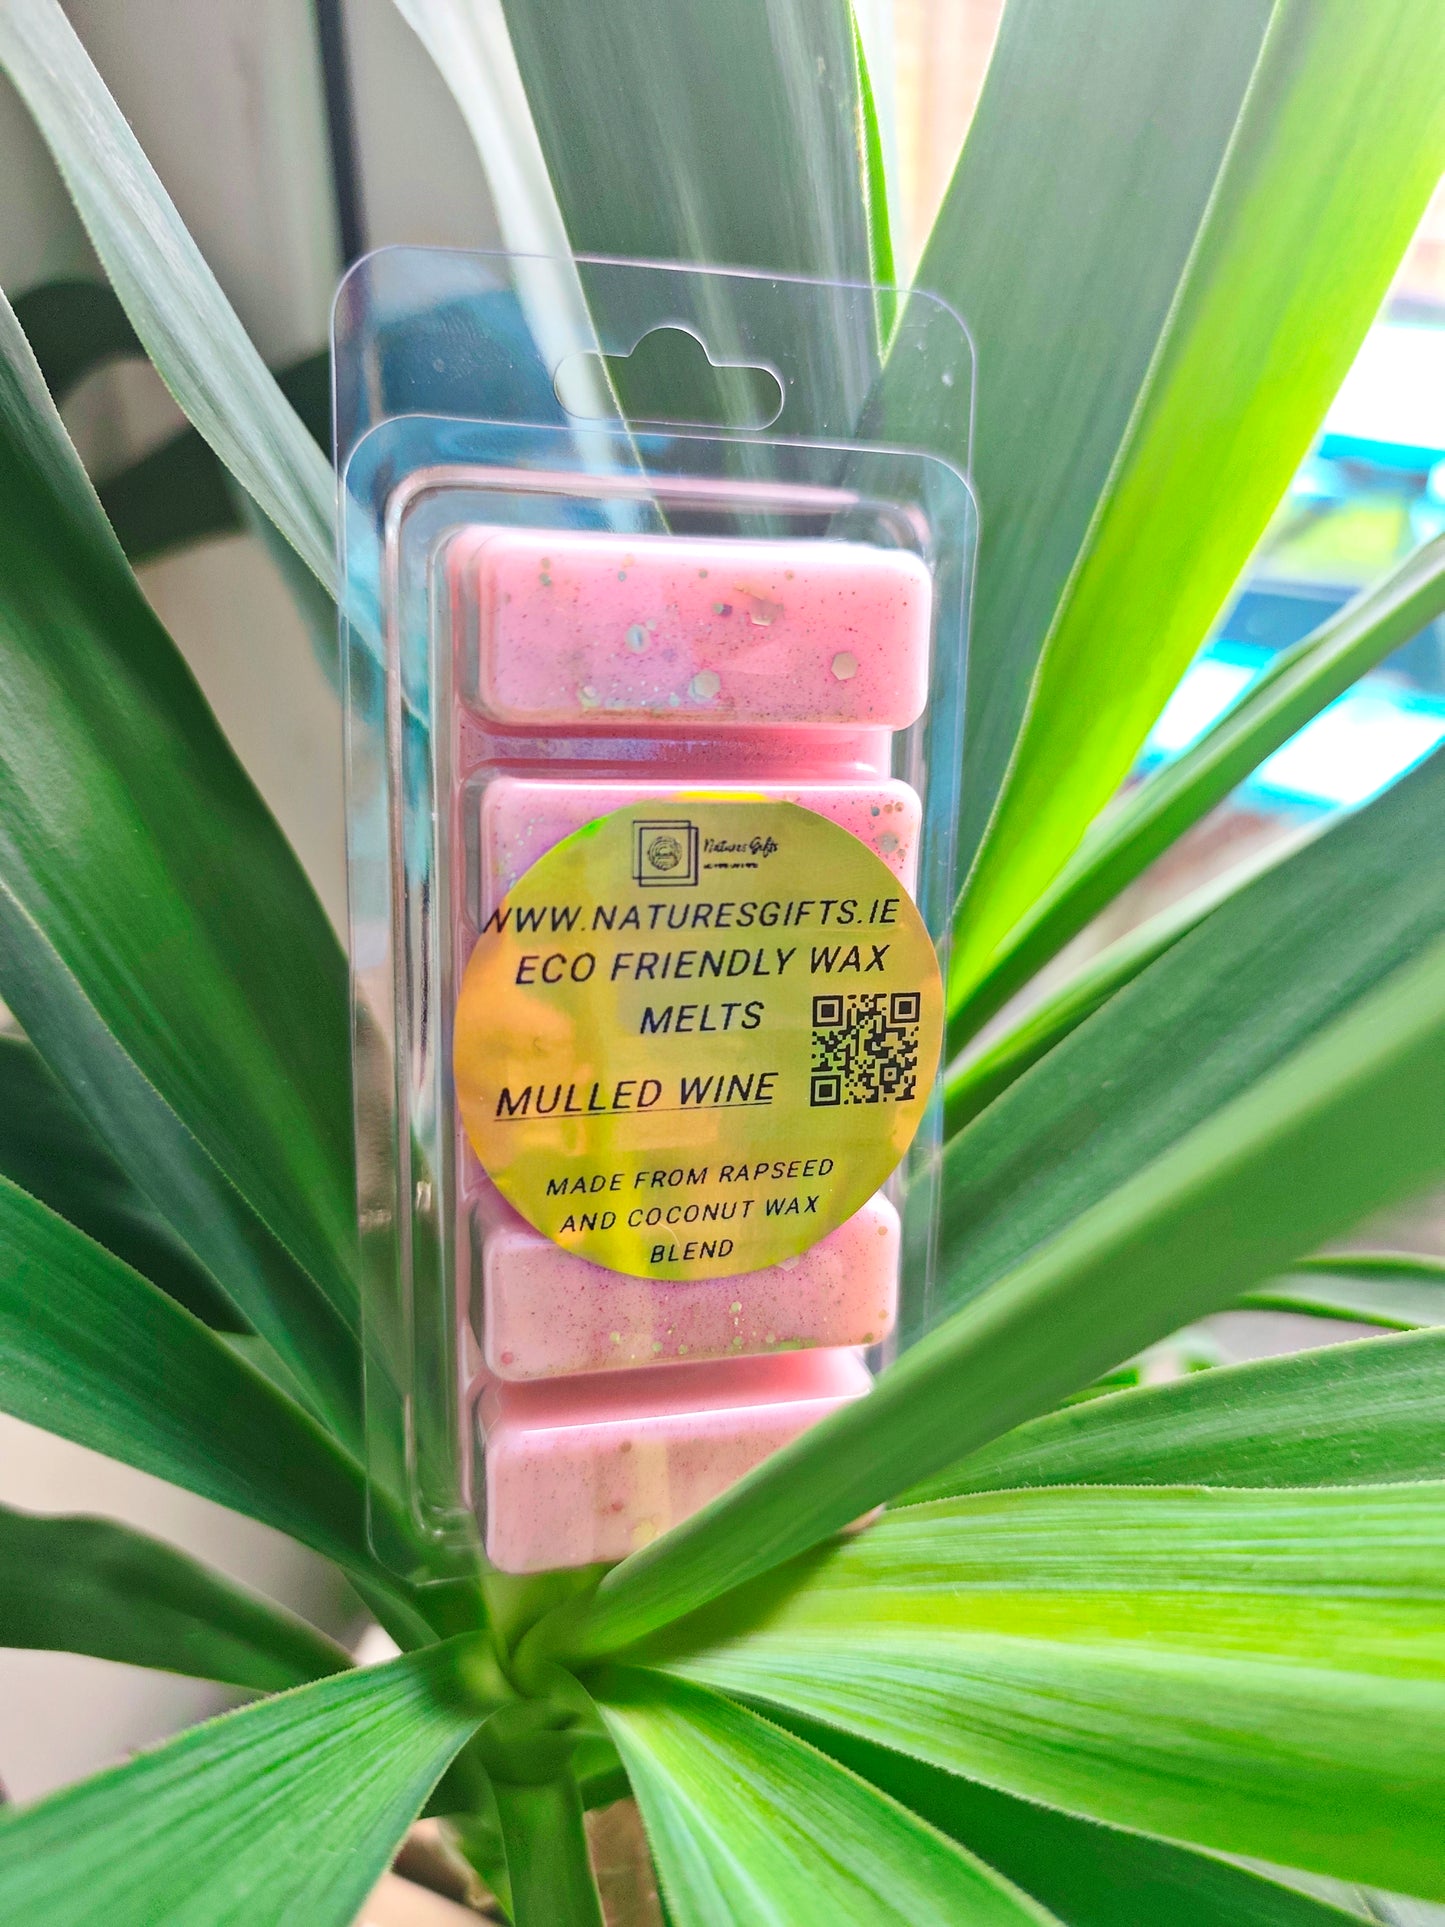 Natures Gifts
WWW.NATURESGIFTS.IE
ECO FRIENDLY WAX
MELTS
MULLED WINE
MADE FROM RAPSEED
AND COCONUT WAX
BLEND